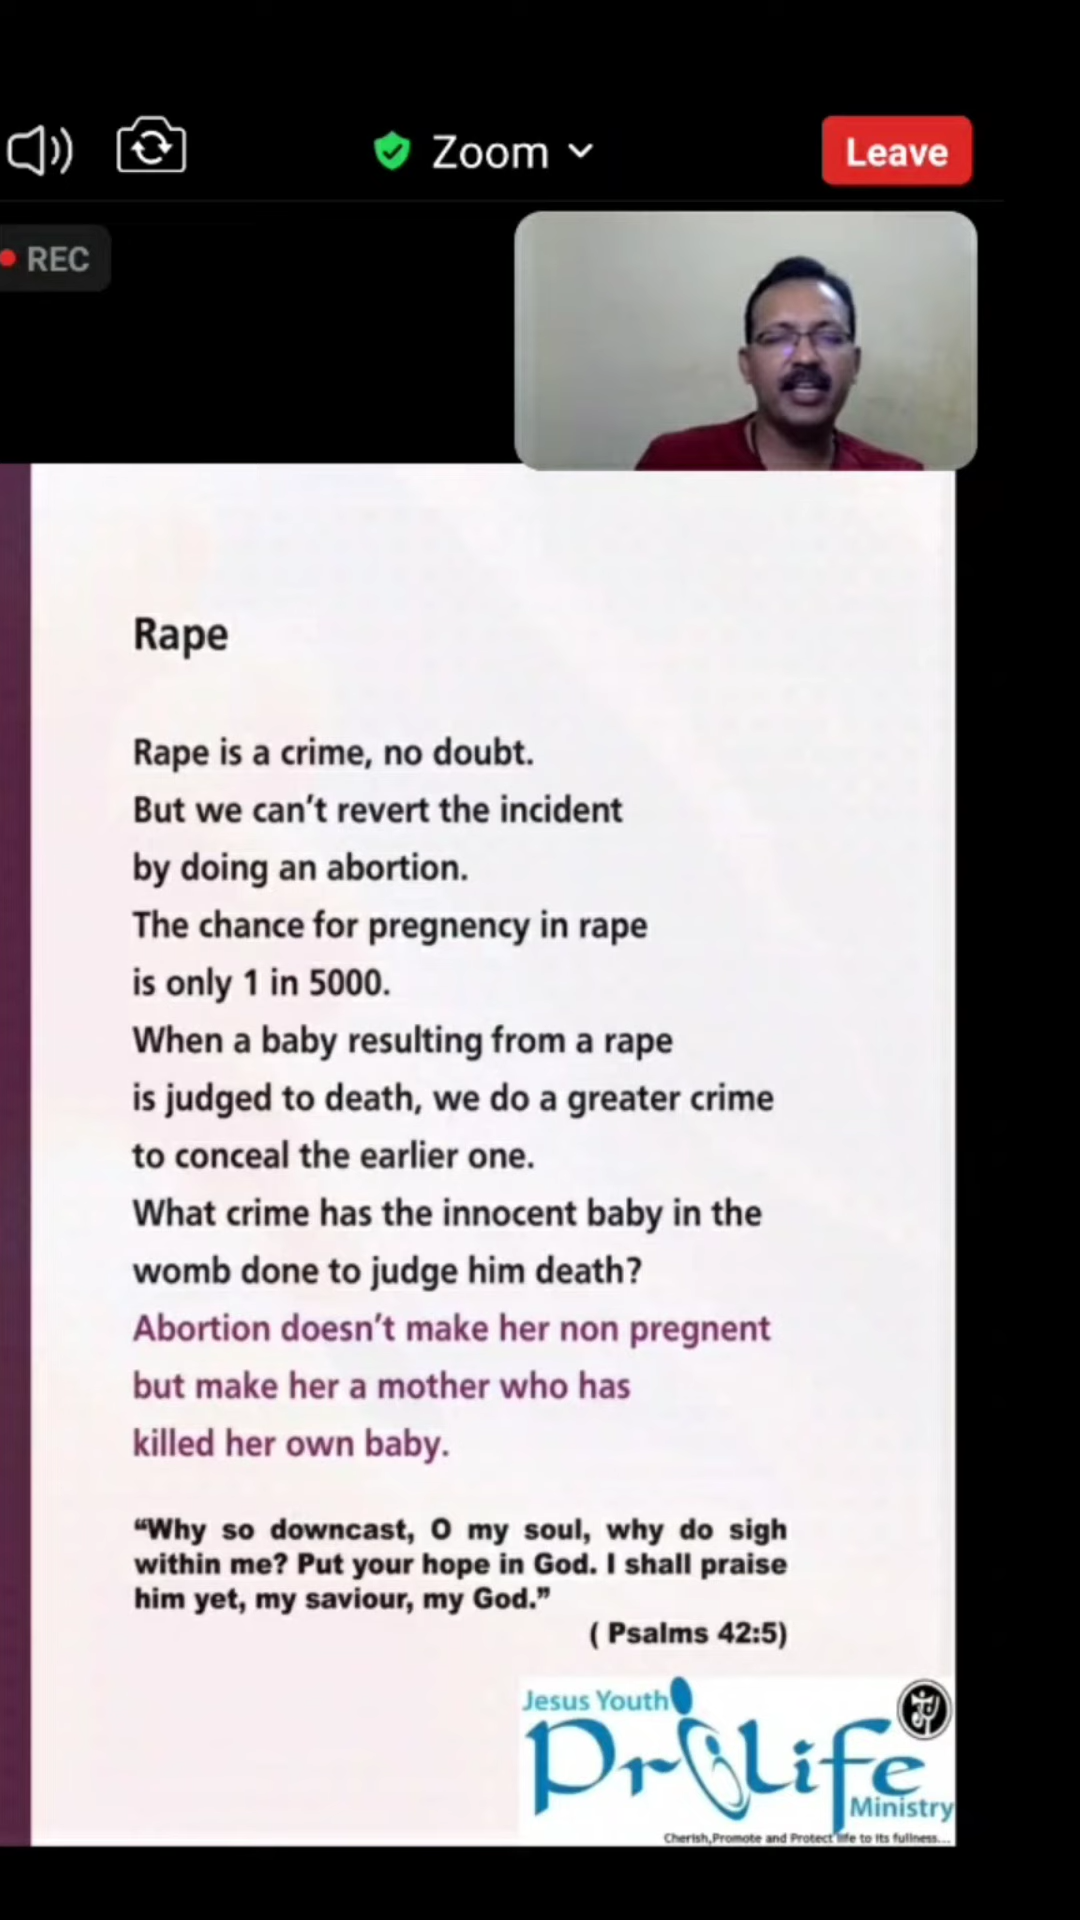 Zoom
Leave
REC
Rape
Rape is a crime, no doubt.
But we can't revert the incident
by doing an abortion.
The chance for pregnency in rape
is only 1 in 5000.
When a baby resulting from a rape
is judged to death, we do a greater crime
to conceal the earlier one.
What crime has the innocent baby in the
womb done to judge him death?
Abortion doesn't make her non pregnent
but make her a mother who has
killed her own baby.
“Why so downcast, O my soul, why do sigh
within me? Put your hope in God. I shall praise
him yet, my saviour, my God.”
( Psalms 42:5)
Jesus Youth
ProLife
Ministry
Cherish,Promote and Protect life to its fullness...